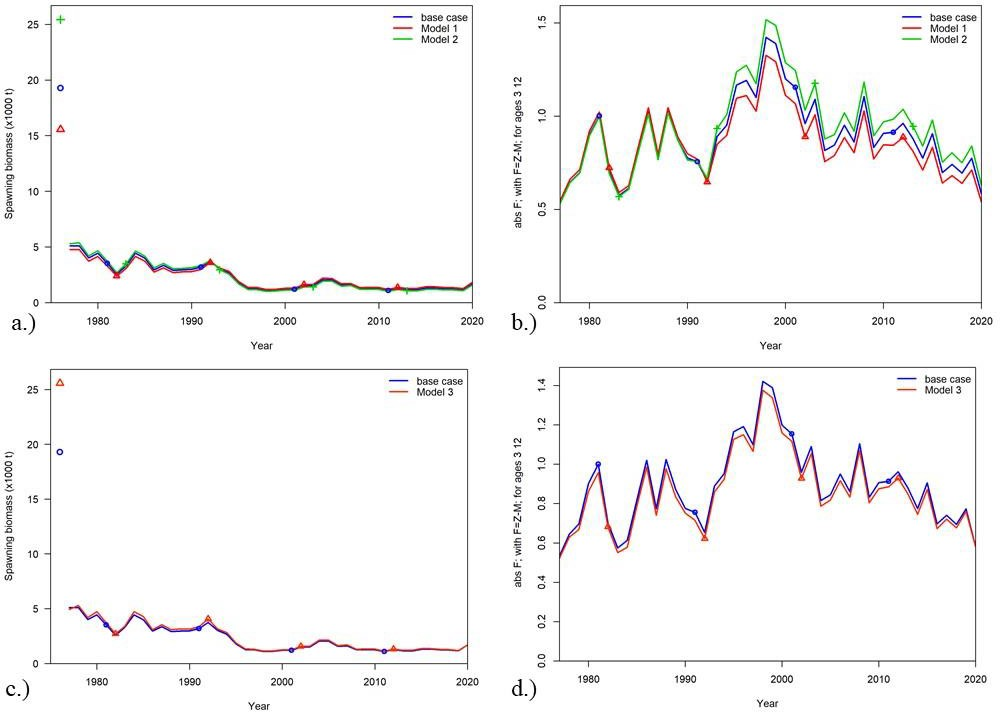 base case
Model 1
Model 2
Spawning biomass (x1000 t)
25
20
15
10
5
0
1980 1990 2000 2010 2020
Year
a.)
base case
Model 1
Model 2
abs F; with F=Z-M; for ages 3 12
1.5
1.0
0.5
0.0
1980 1990 2000 2010 2020
Year
b.)
base case
Model 3
Spawning biomass (x1000 t)
25
20
15
10
5
0
1980 1990 2000 2010 2020
Year
c.)
base case
Model 3
abs F; with F=Z-M; for ages 3 12
1.4
1.2
1.0
0.8
0.6
0.4
0.2
0.0
1980 1990 2000 2010 2020
Year
d.)